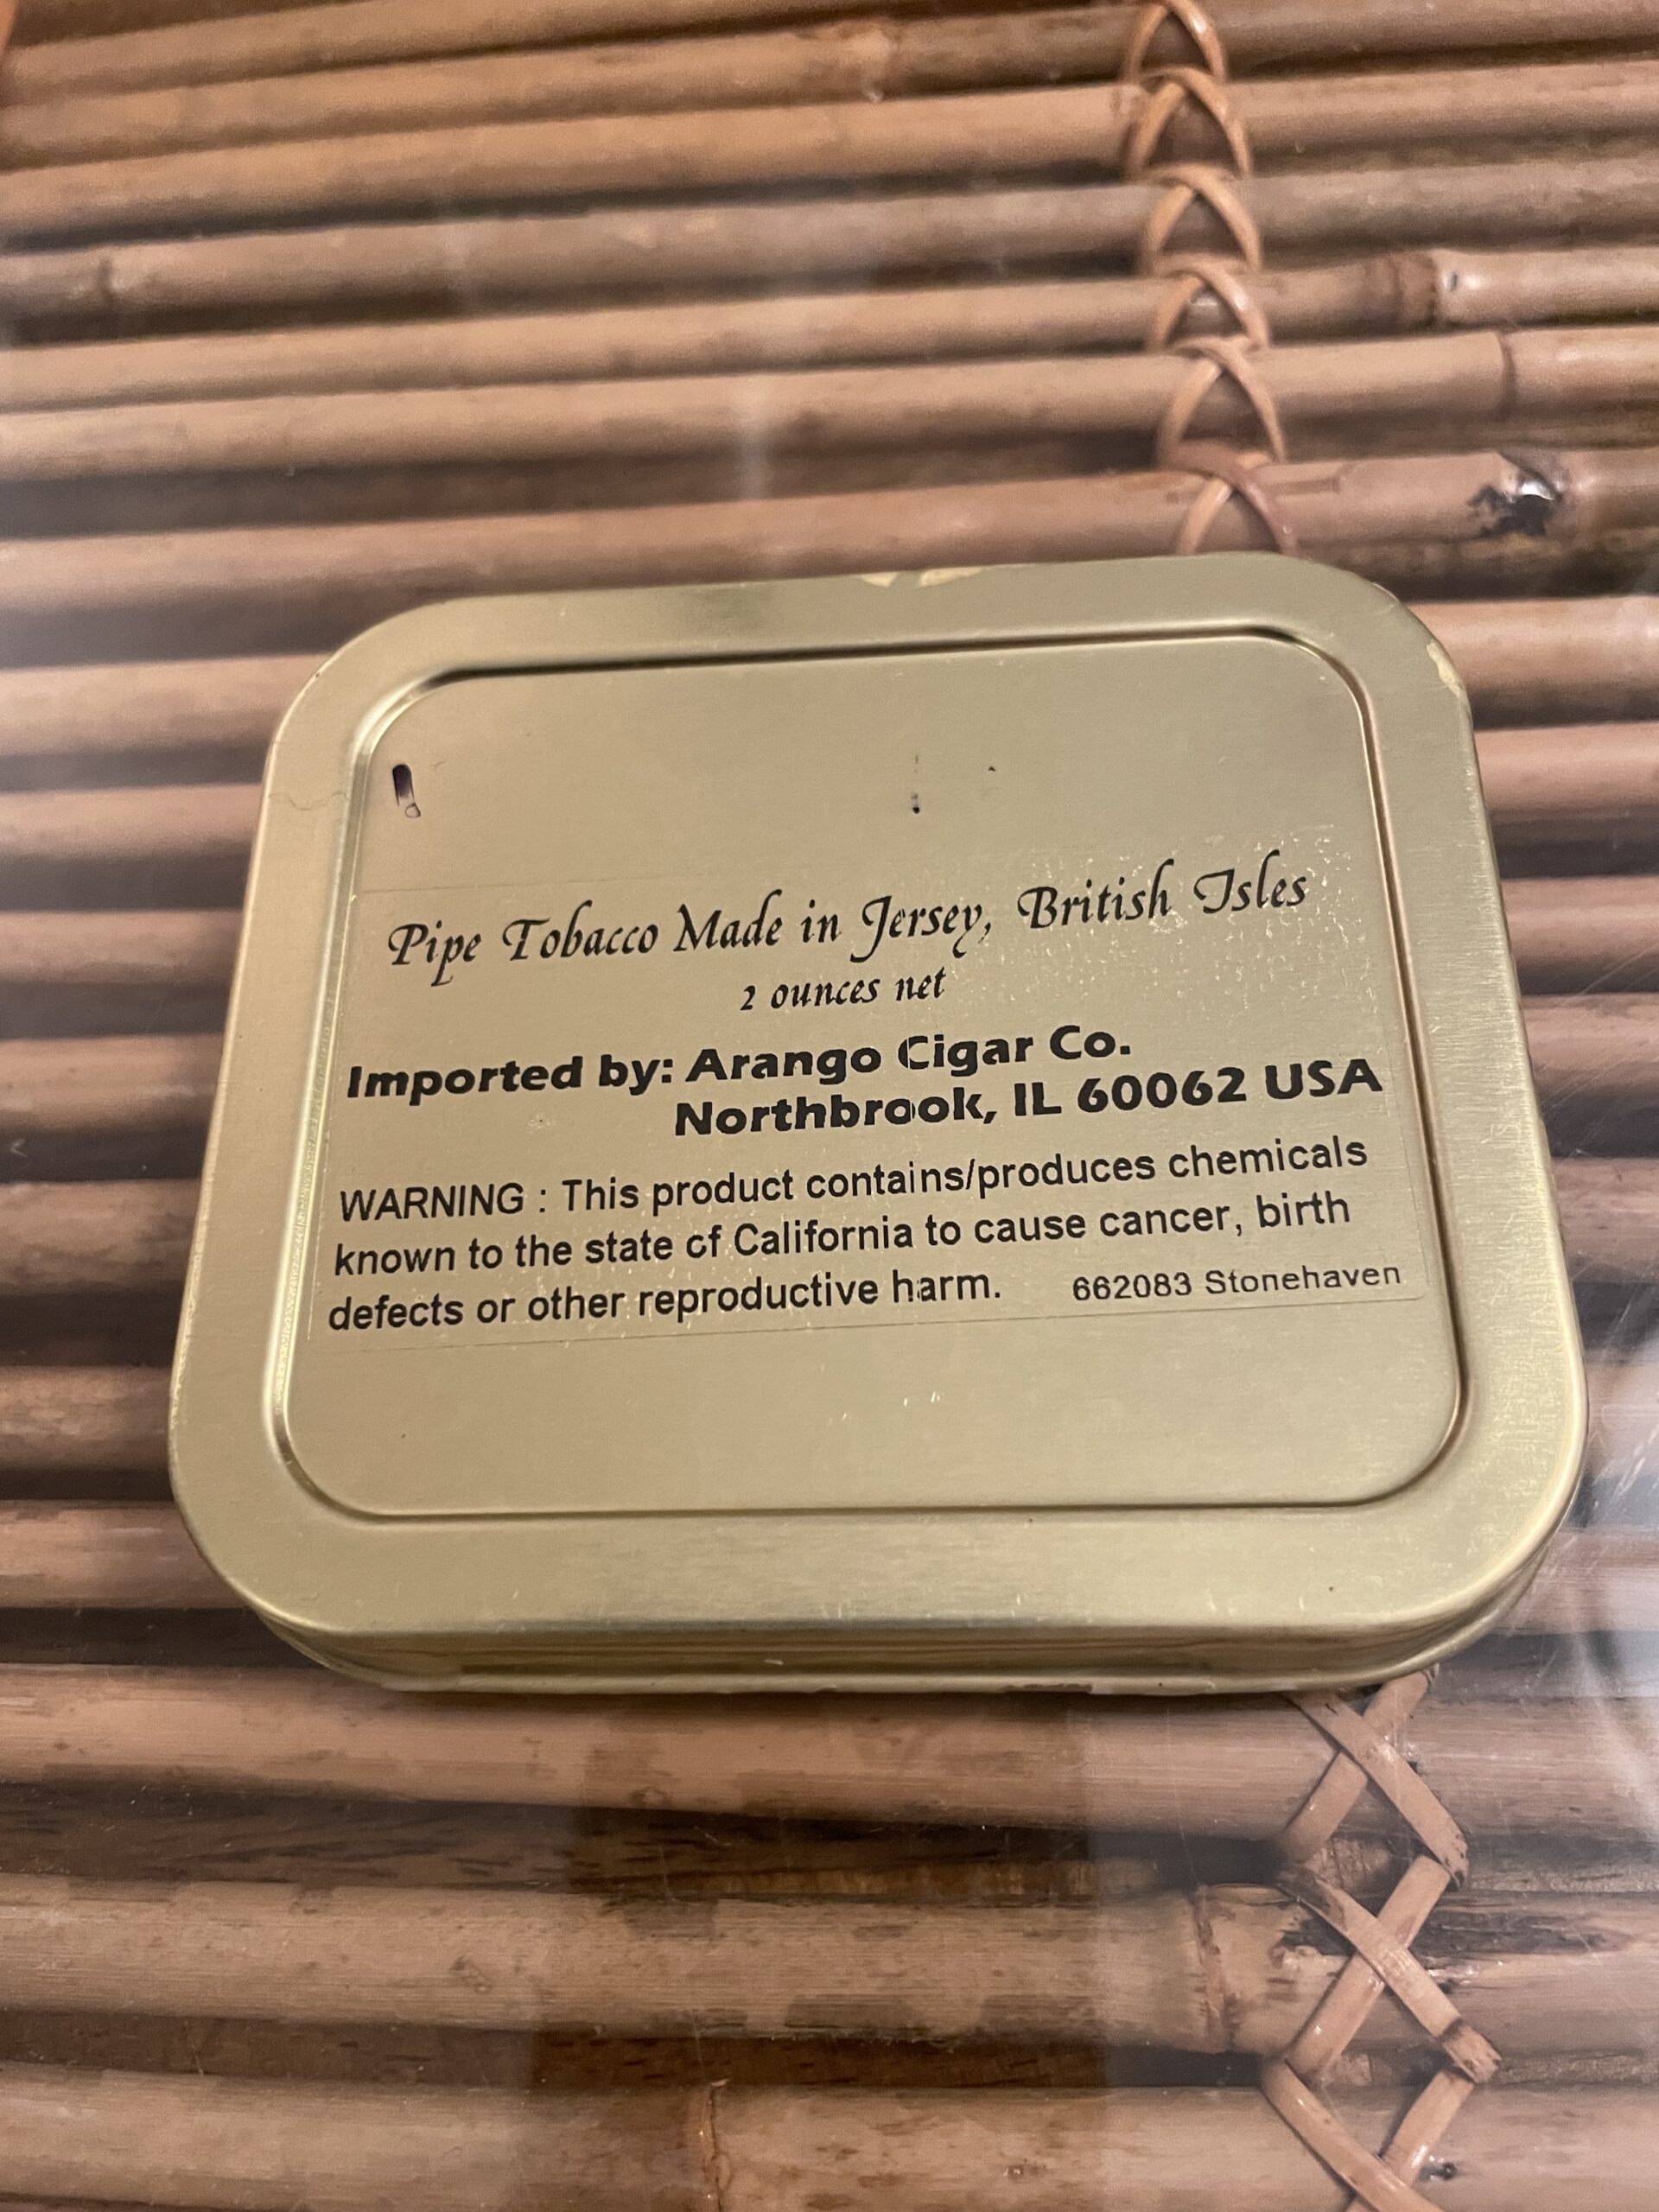 Pipe Tobacco Made in Jersey, British Isles
2 ounces net
Imported by: Arango Cigar Co.
Northbrook, IL 60062 USA
WARNING : This product contains/produces chemicals
known to the state of California to cause cancer, birth
defects or other reproductive harm. 662083 Stonehaven